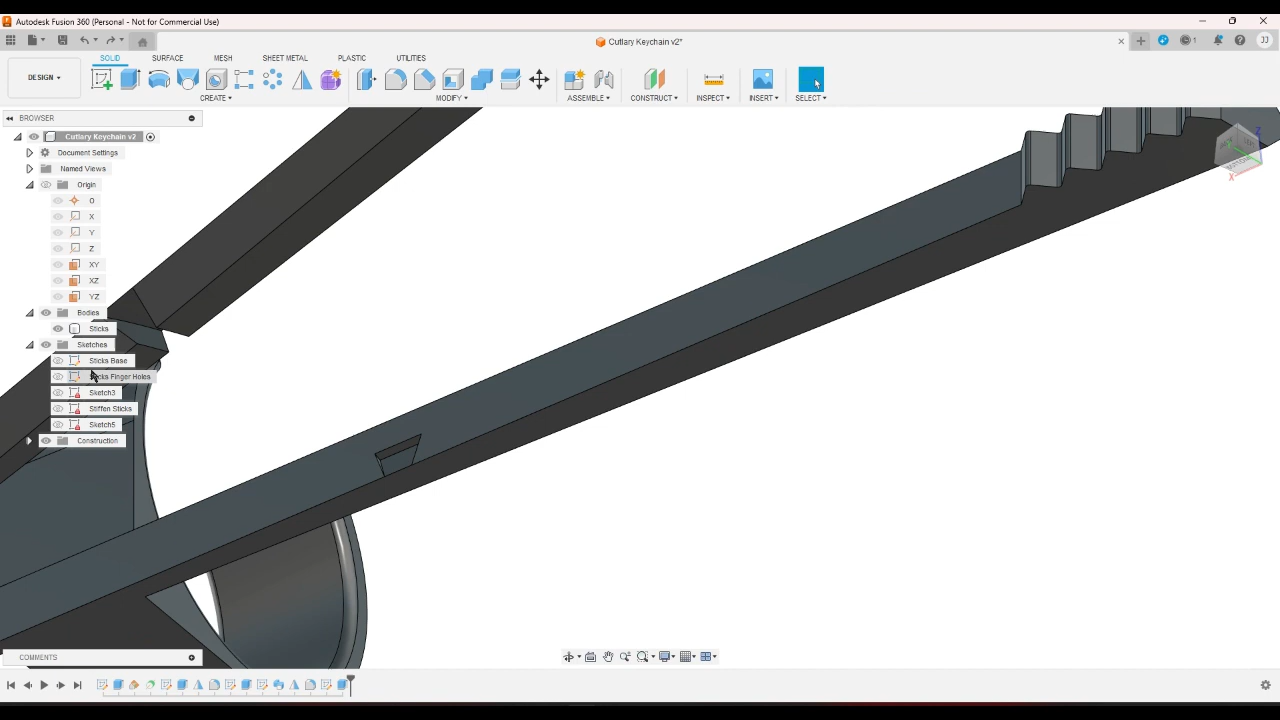 Autodesk Fusion 360 (Personal - Not for Commercial Use)
Cutlary Keychain v2*
1
JJ
SOLID
SURFACE
MESH
SHEET METAL
PLASTIC
UTILITIES
DESIGN
CREATE
MODIFY
ASSEMBLE
CONSTRUCT
INSPECT
INSERT
SELECT
BROWSER
Cutlary Keychain v2
Document Settings
Named Views
Origin
O
X
Y
Z
XY
XZ
YZ
Bodies
Sticks
Sketches
Sticks Base
Finger Holes
Sketch3
Stiffen Sticks
Sketch5
Construction
Z
X
COMMENTS